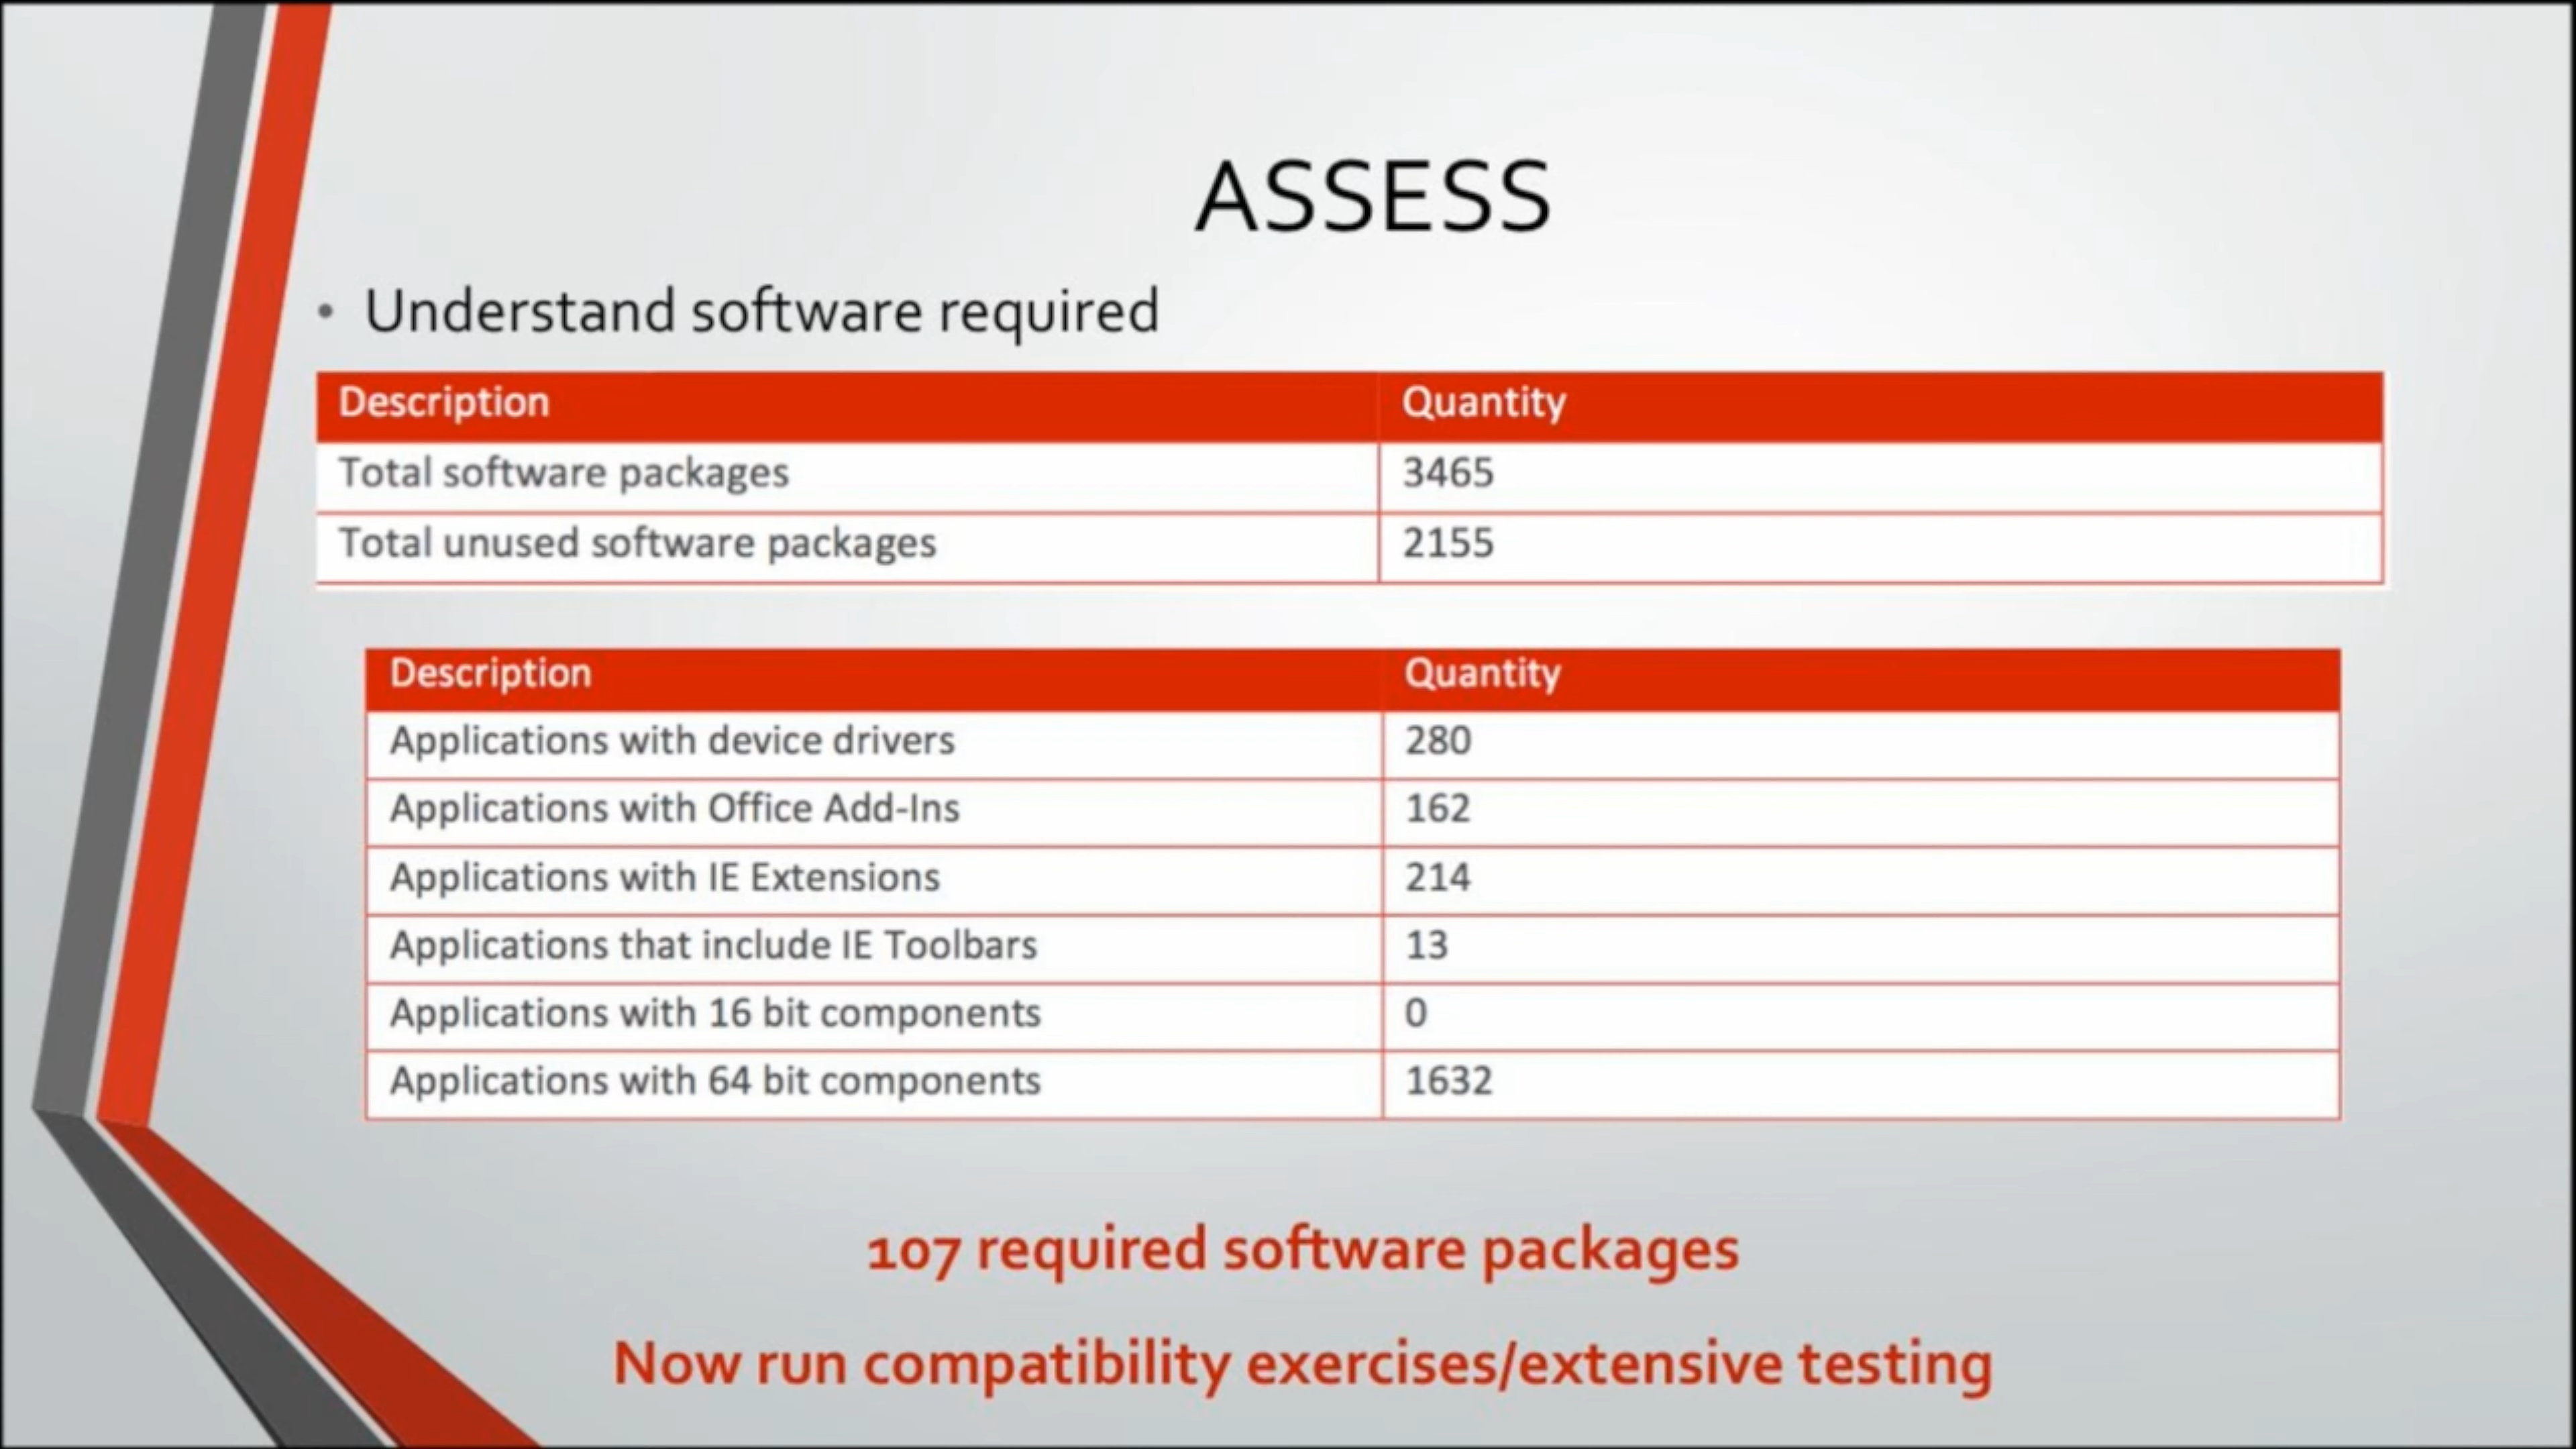 ASSESS
• Understand software required
Description Quantity
Total software packages 3465
Total unused software packages 2155
Description Quantity
Applications with device drivers 280
Applications with Office Add-Ins 162
Applications with IE Extensions 214
Applications that include IE Toolbars 13
Applications with 16 bit components 0
Applications with 64 bit components 1632
107 required software packages
Now run compatibility exercises/extensive testing